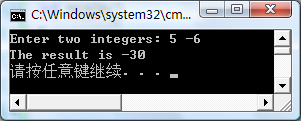 C:\Windows\system32\cm...
Enter two integers: 5 -6
The result is -30
请按任意键继续. . .